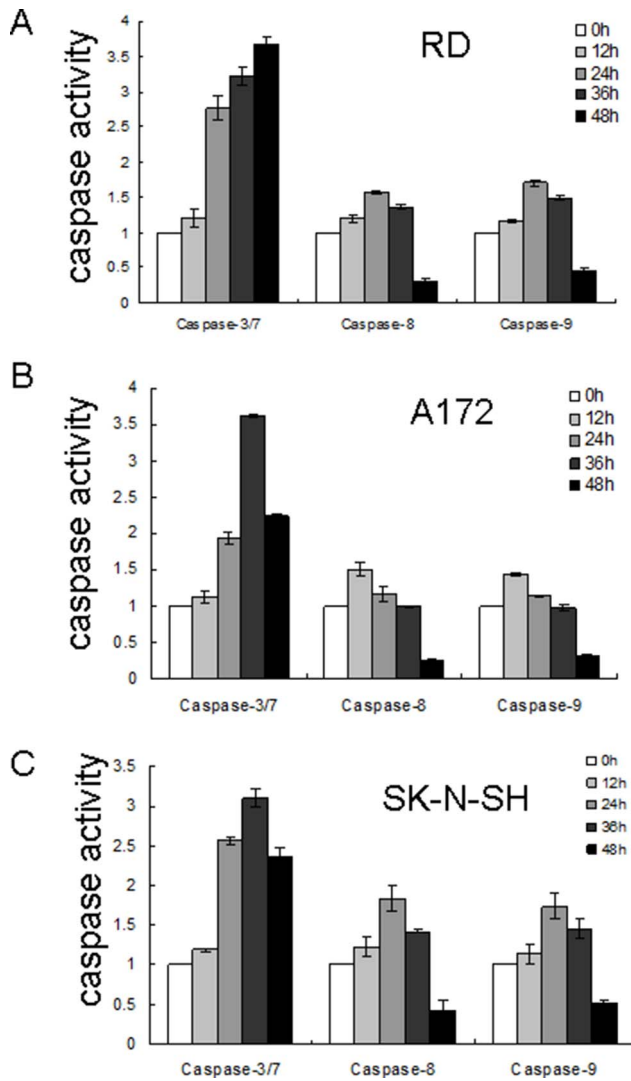 A
RD
0h
12h
24h
36h
48h
caspase activity
4
3.5
3
2.5
2
1.5
1
0.5
0
Caspase-3/7 Caspase-8 Caspase-9
B
A172
0h
12h
24h
36h
48h
caspase activity
4
3.5
3
2.5
2
1.5
1
0.5
0
Caspase-3/7 Caspase-8 Caspase-9
C
SK-N-SH
0h
12h
24h
36h
48h
caspase activity
3.5
3
2.5
2
1.5
1
0.5
0
Caspase-3/7 Caspase-8 Caspase-9